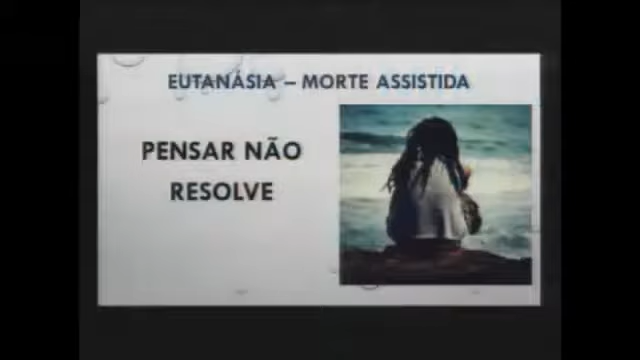 EUTANÁSIA – MORTE ASSISTIDA
PENSAR NÃO
RESOLVE